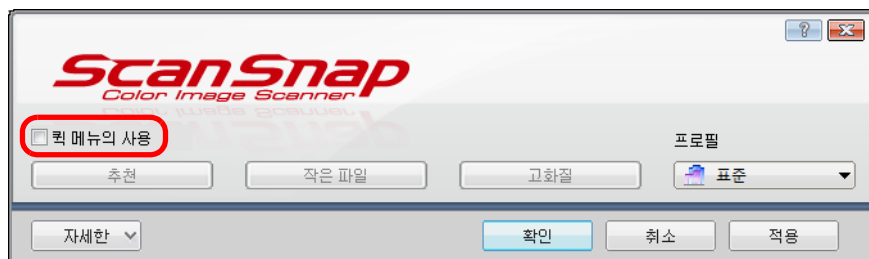 ScanSnap
Color Image Scanner
퀵 메뉴의 사용
프로필
추천 작은 파일 고화질 표준
자세한 확인 취소 적용